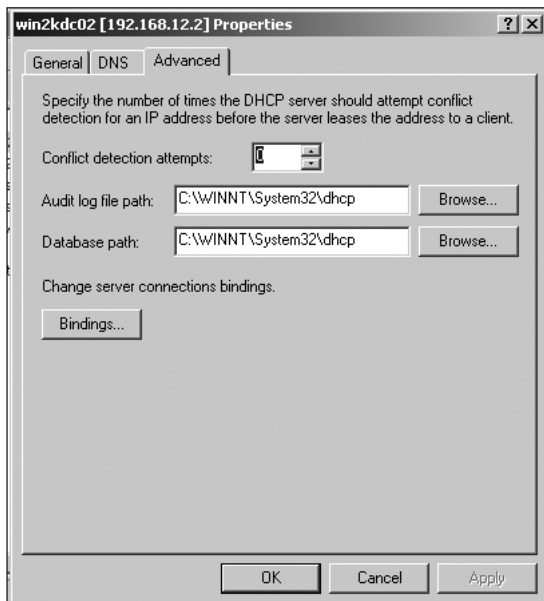 win2kdc02 [192.168.12.2] Properties
General DNS Advanced
Specify the number of times the DHCP server should attempt conflict
detection for an IP address before the server leases the address to a client.
Conflict detection attempts: 0
Audit log file path: C:\WINNT\System32\dhcp Browse...
Database path: C:\WINNT\System32\dhcp Browse...
Change server connections bindings.
Bindings...
OK Cancel Apply